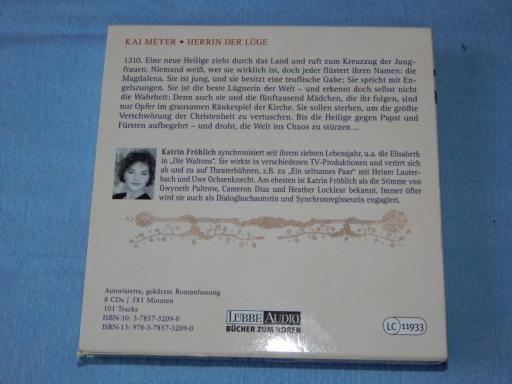 KAI MEYER • HERRIN DER LÜGE
1210. Eine neue Heilige zieht durch das Land und ruft zum Kreuzzug der Jung-
frauen. Niemand weiß, wer sie wirklich ist, doch jeder flüstert ihren Namen: die
Magdalena. Sie ist jung, und sie besitzt eine teuflische Gabe: Sie spricht mit En-
gelszungen. Sie ist die beste Lügnerin der Welt – und erkennt doch selbst nicht
die Wahrheit: Denn auch sie und die fünftausend Mädchen, die ihr folgen, sind
nur Opfer im grausamen Ränkespiel der Kirche. Sie sollen sterben, um die größte
Verschwörung der Christenheit zu vertuschen. Bis die Heilige gegen Papst und
Fürsten aufbegehrt – und droht, die Welt ins Chaos zu stürzen ...
Katrin Fröhlich synchronisiert seit ihrem siebten Lebensjahr, u.a. die Elisabeth
in „Die Waltons“. Sie wirkte in verschiedenen TV-Produktionen und verirrt sich
ab und zu auf Theaterbühnen, z.B. zu „Ein seltsames Paar“ mit Heiner Lauter-
bach und Uwe Ochsenknecht. Am ehesten ist Katrin Fröhlich als die Stimme von
Gwyneth Paltrow, Cameron Diaz und Heather Locklear bekannt. Immer öfter
wird sie auch als Dialogbuchautorin und Synchronregisseurin engagiert.
Autorisierte, gekürzte Romanfassung
8 CDs / 581 Minuten
101 Tracks
ISBN-10: 3-7857-3209-0
ISBN-13: 978-3-7857-3209-0
LÜBBE AUDIO
BÜCHER ZUM HÖREN
LC 11933